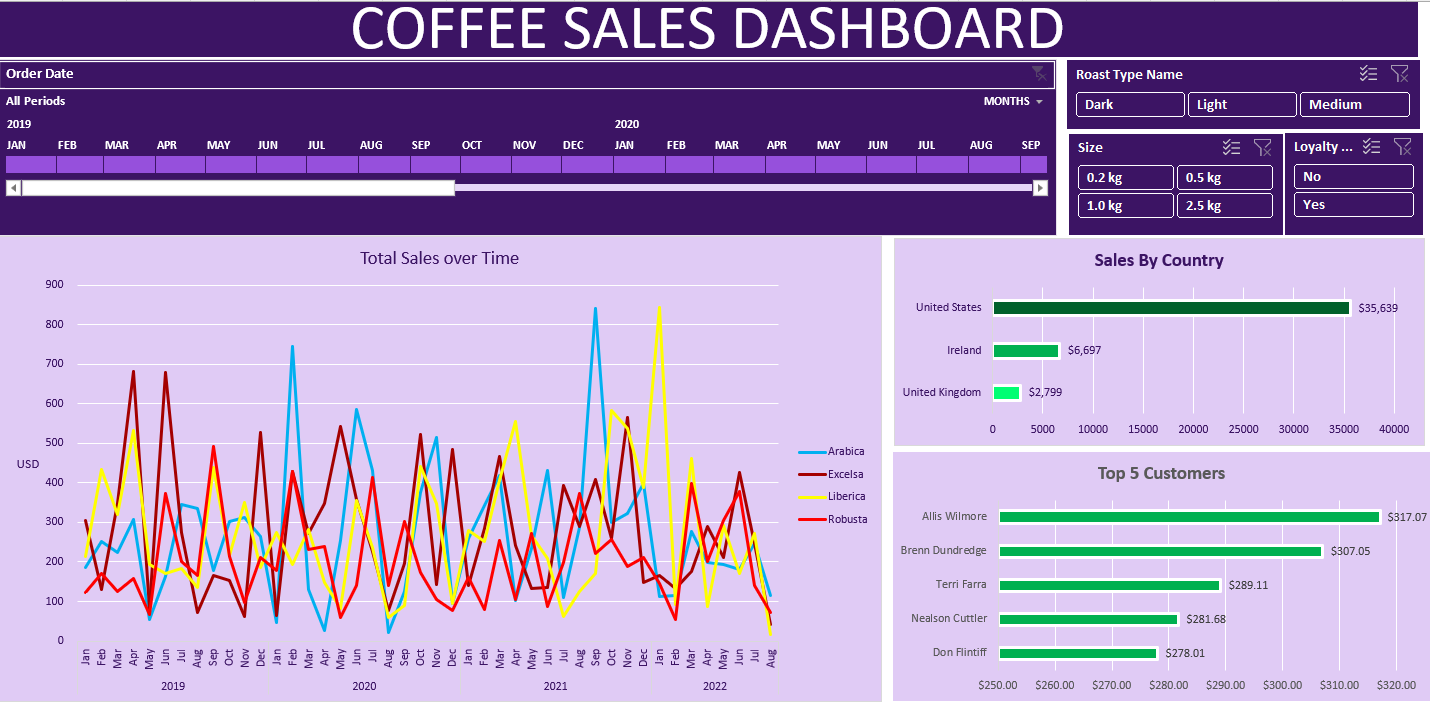 COFFEE SALES DASHBOARD
Order Date
All Periods
MONTHS
2019 2020
JAN FEB MAR APR MAY JUN JUL AUG SEP OCT NOV DEC JAN FEB MAR APR MAY JUN JUL AUG SEP
Roast Type Name
Dark Light Medium
Size
0.2 kg 0.5 kg
1.0 kg 2.5 kg
Loyalty ...
No
Yes
Total Sales over Time
900
800
700
600
500
400
300
200
100
0
USD
Jan Feb Mar Apr May Jun Jul Aug Sep Oct Nov Dec Jan Feb Mar Apr May Jun Jul Aug Sep Oct Nov Dec Jan Feb Mar Apr May Jun Jul Aug Sep Oct Nov Dec Jan Feb Mar Apr May Jun Jul Aug
2019 2020 2021 2022
Arabica
Excelsa
Liberica
Robusta
Sales By Country
United States $35,639
Ireland $6,697
United Kingdom $2,799
0 5000 10000 15000 20000 25000 30000 35000 40000
Top 5 Customers
Allis Wilmore $317.07
Brenn Dundredge $307.05
Terri Farra $289.11
Nealson Cuttler $281.68
Don Flintiff $278.01
$250.00 $260.00 $270.00 $280.00 $290.00 $300.00 $310.00 $320.00